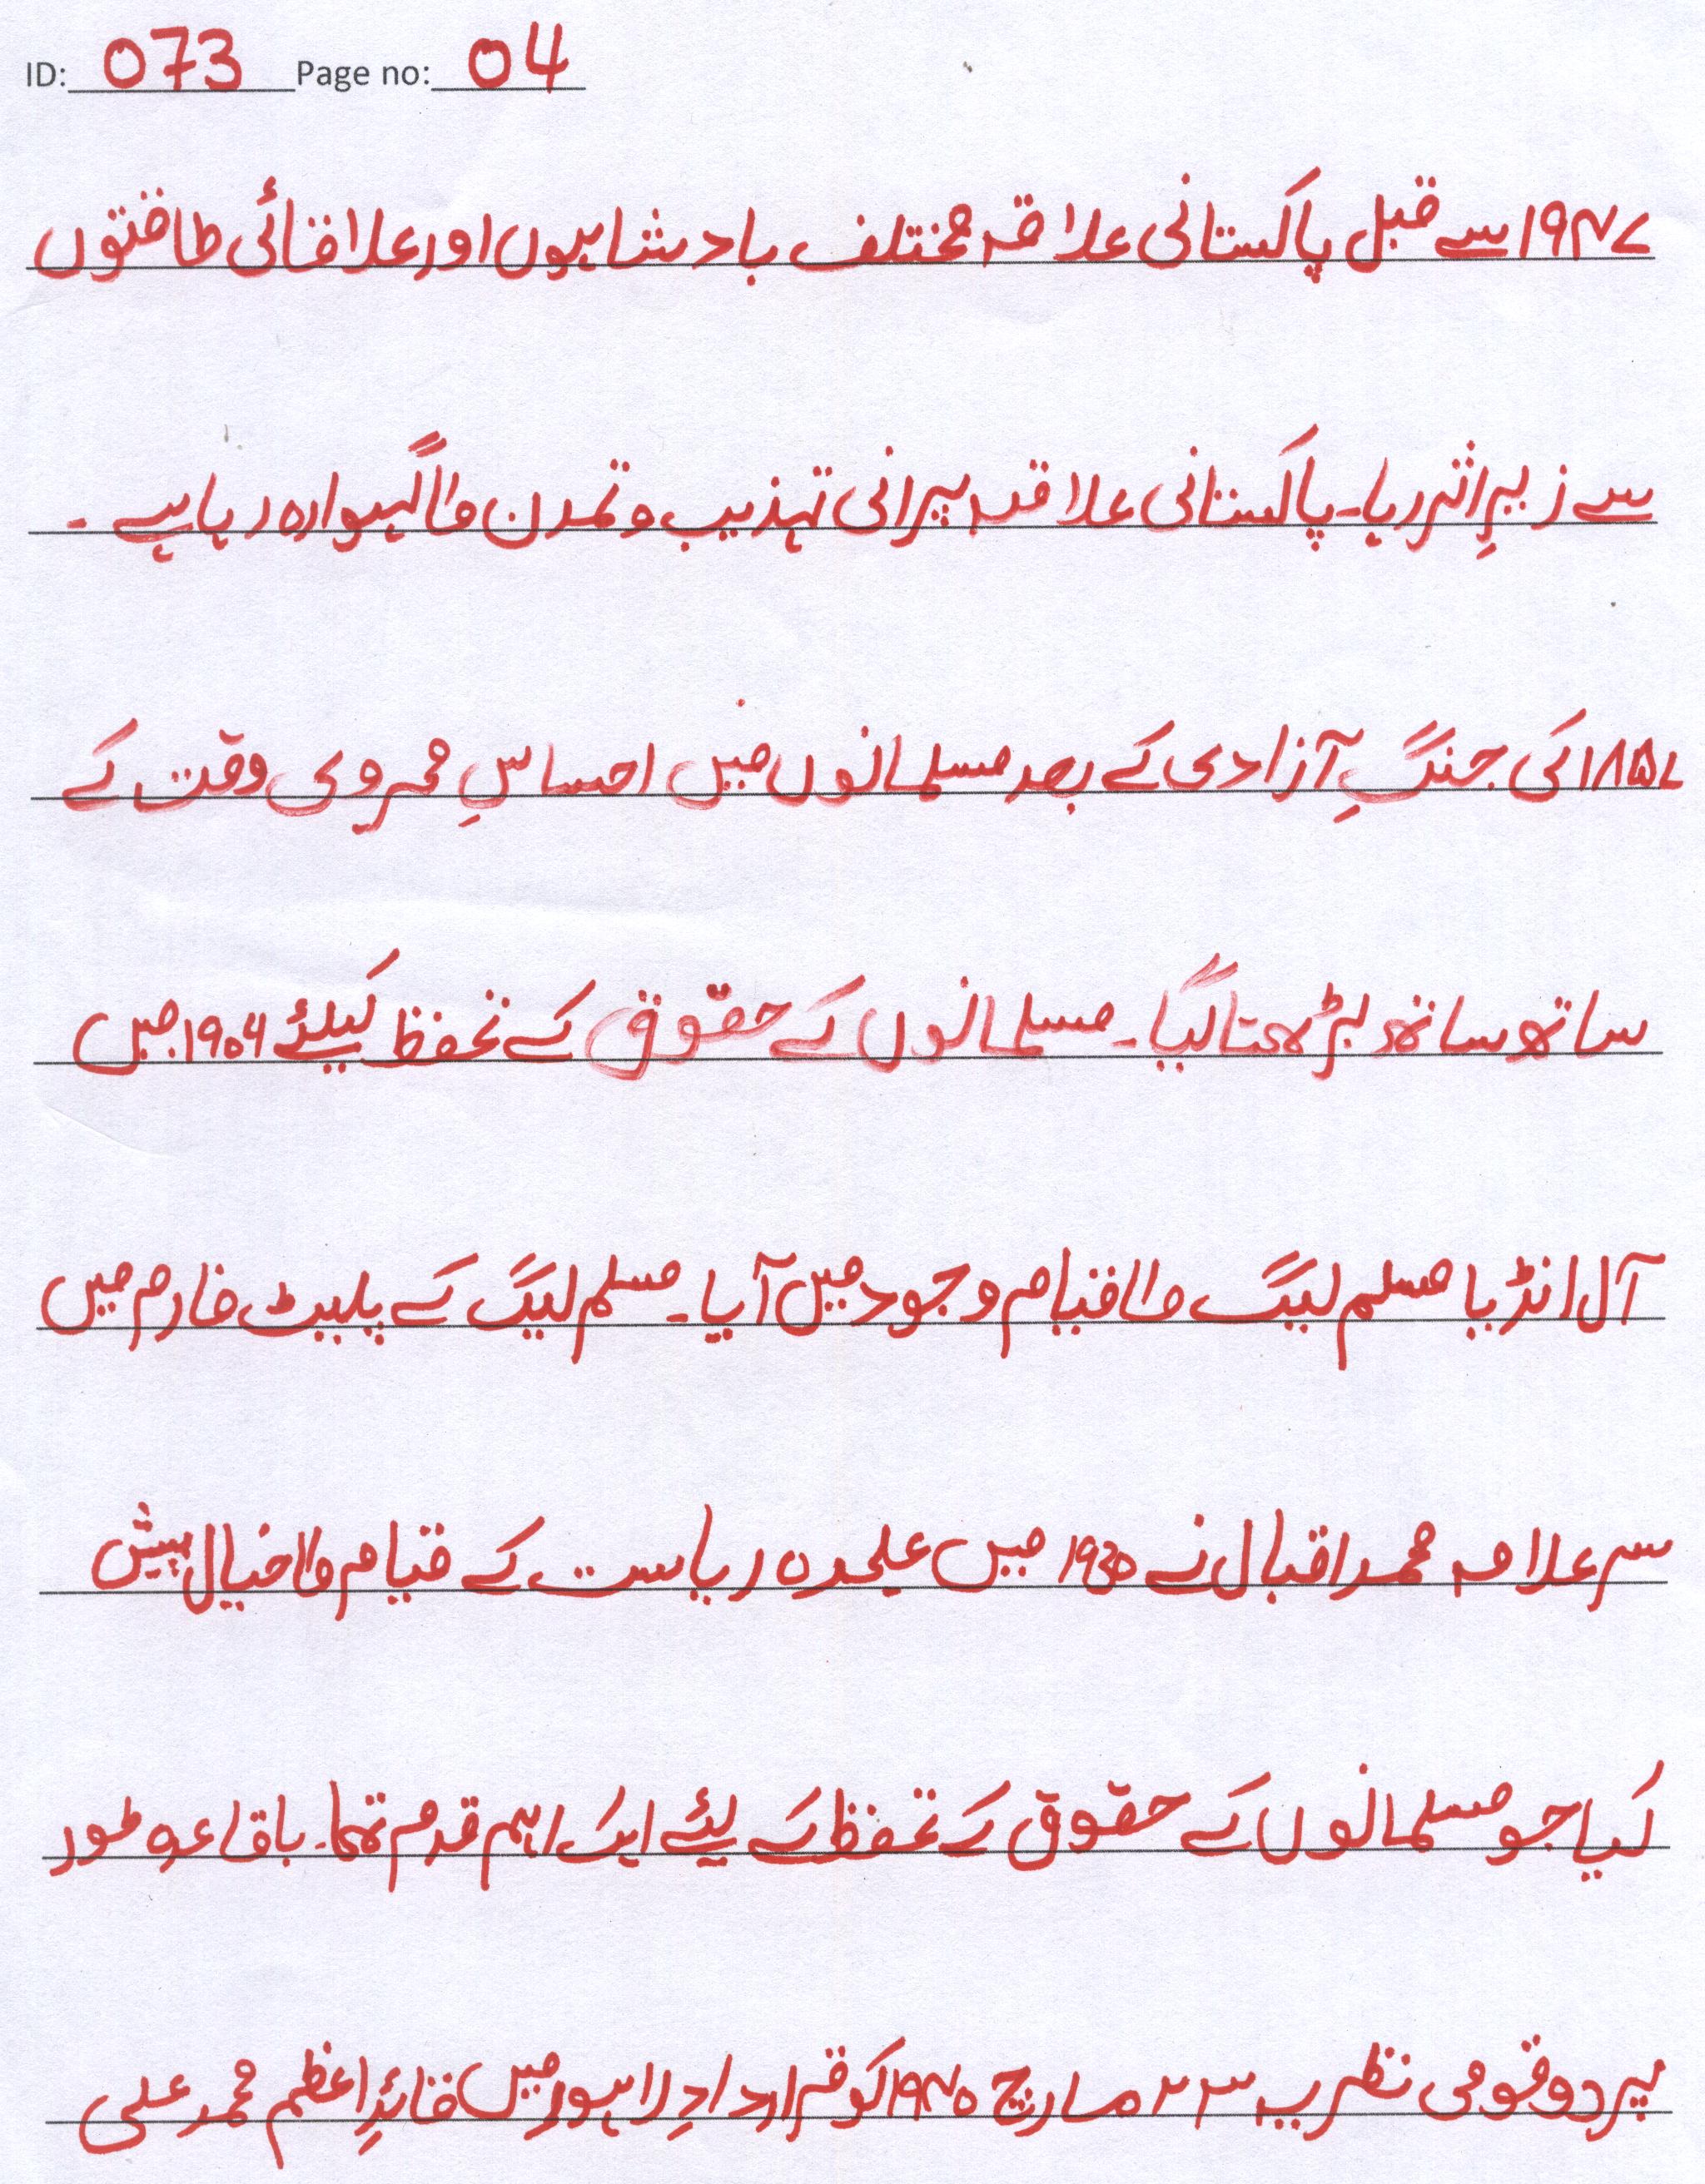 ID: 073 Page no: 04
۱۹۴۷ سے قبل پاکستانی علاقہ مختلف بادشاہوں اور علاقائی طاقتوں
سے زیرِ اثر رہا۔ پاکستانی علاقہ پرانی تہذیب و تمدن کا گہوارہ رہا ہے۔
۱۸۵۷ کی جنگِ آزادی کے بعد مسلمانوں میں احساسِ محروی وقت کے
ساتھ ساتھ بڑھتا گیا۔ مسلمانوں کے حقوق کے تحفظ کیلئے ۱۹۰۶ میں
آل انڈیا مسلم لیگ کا قیام وجود میں آیا۔ مسلم لیگ کے پلیٹ فارم میں
سر علامہ محمد اقبال نے 1930 میں علیحدہ ریاست کے قیام کا خیال پیش
کیا جو مسلمانوں کے حقوق کے تحفظ کے لیئے ایک اہم قدم تھا۔ باقاعدہ طور
پر دو قومی نظریہ ۲۳ مارچ ۱۹۴۰ کو قراردادِ لاہور میں قائدِ اعظم محمد علی